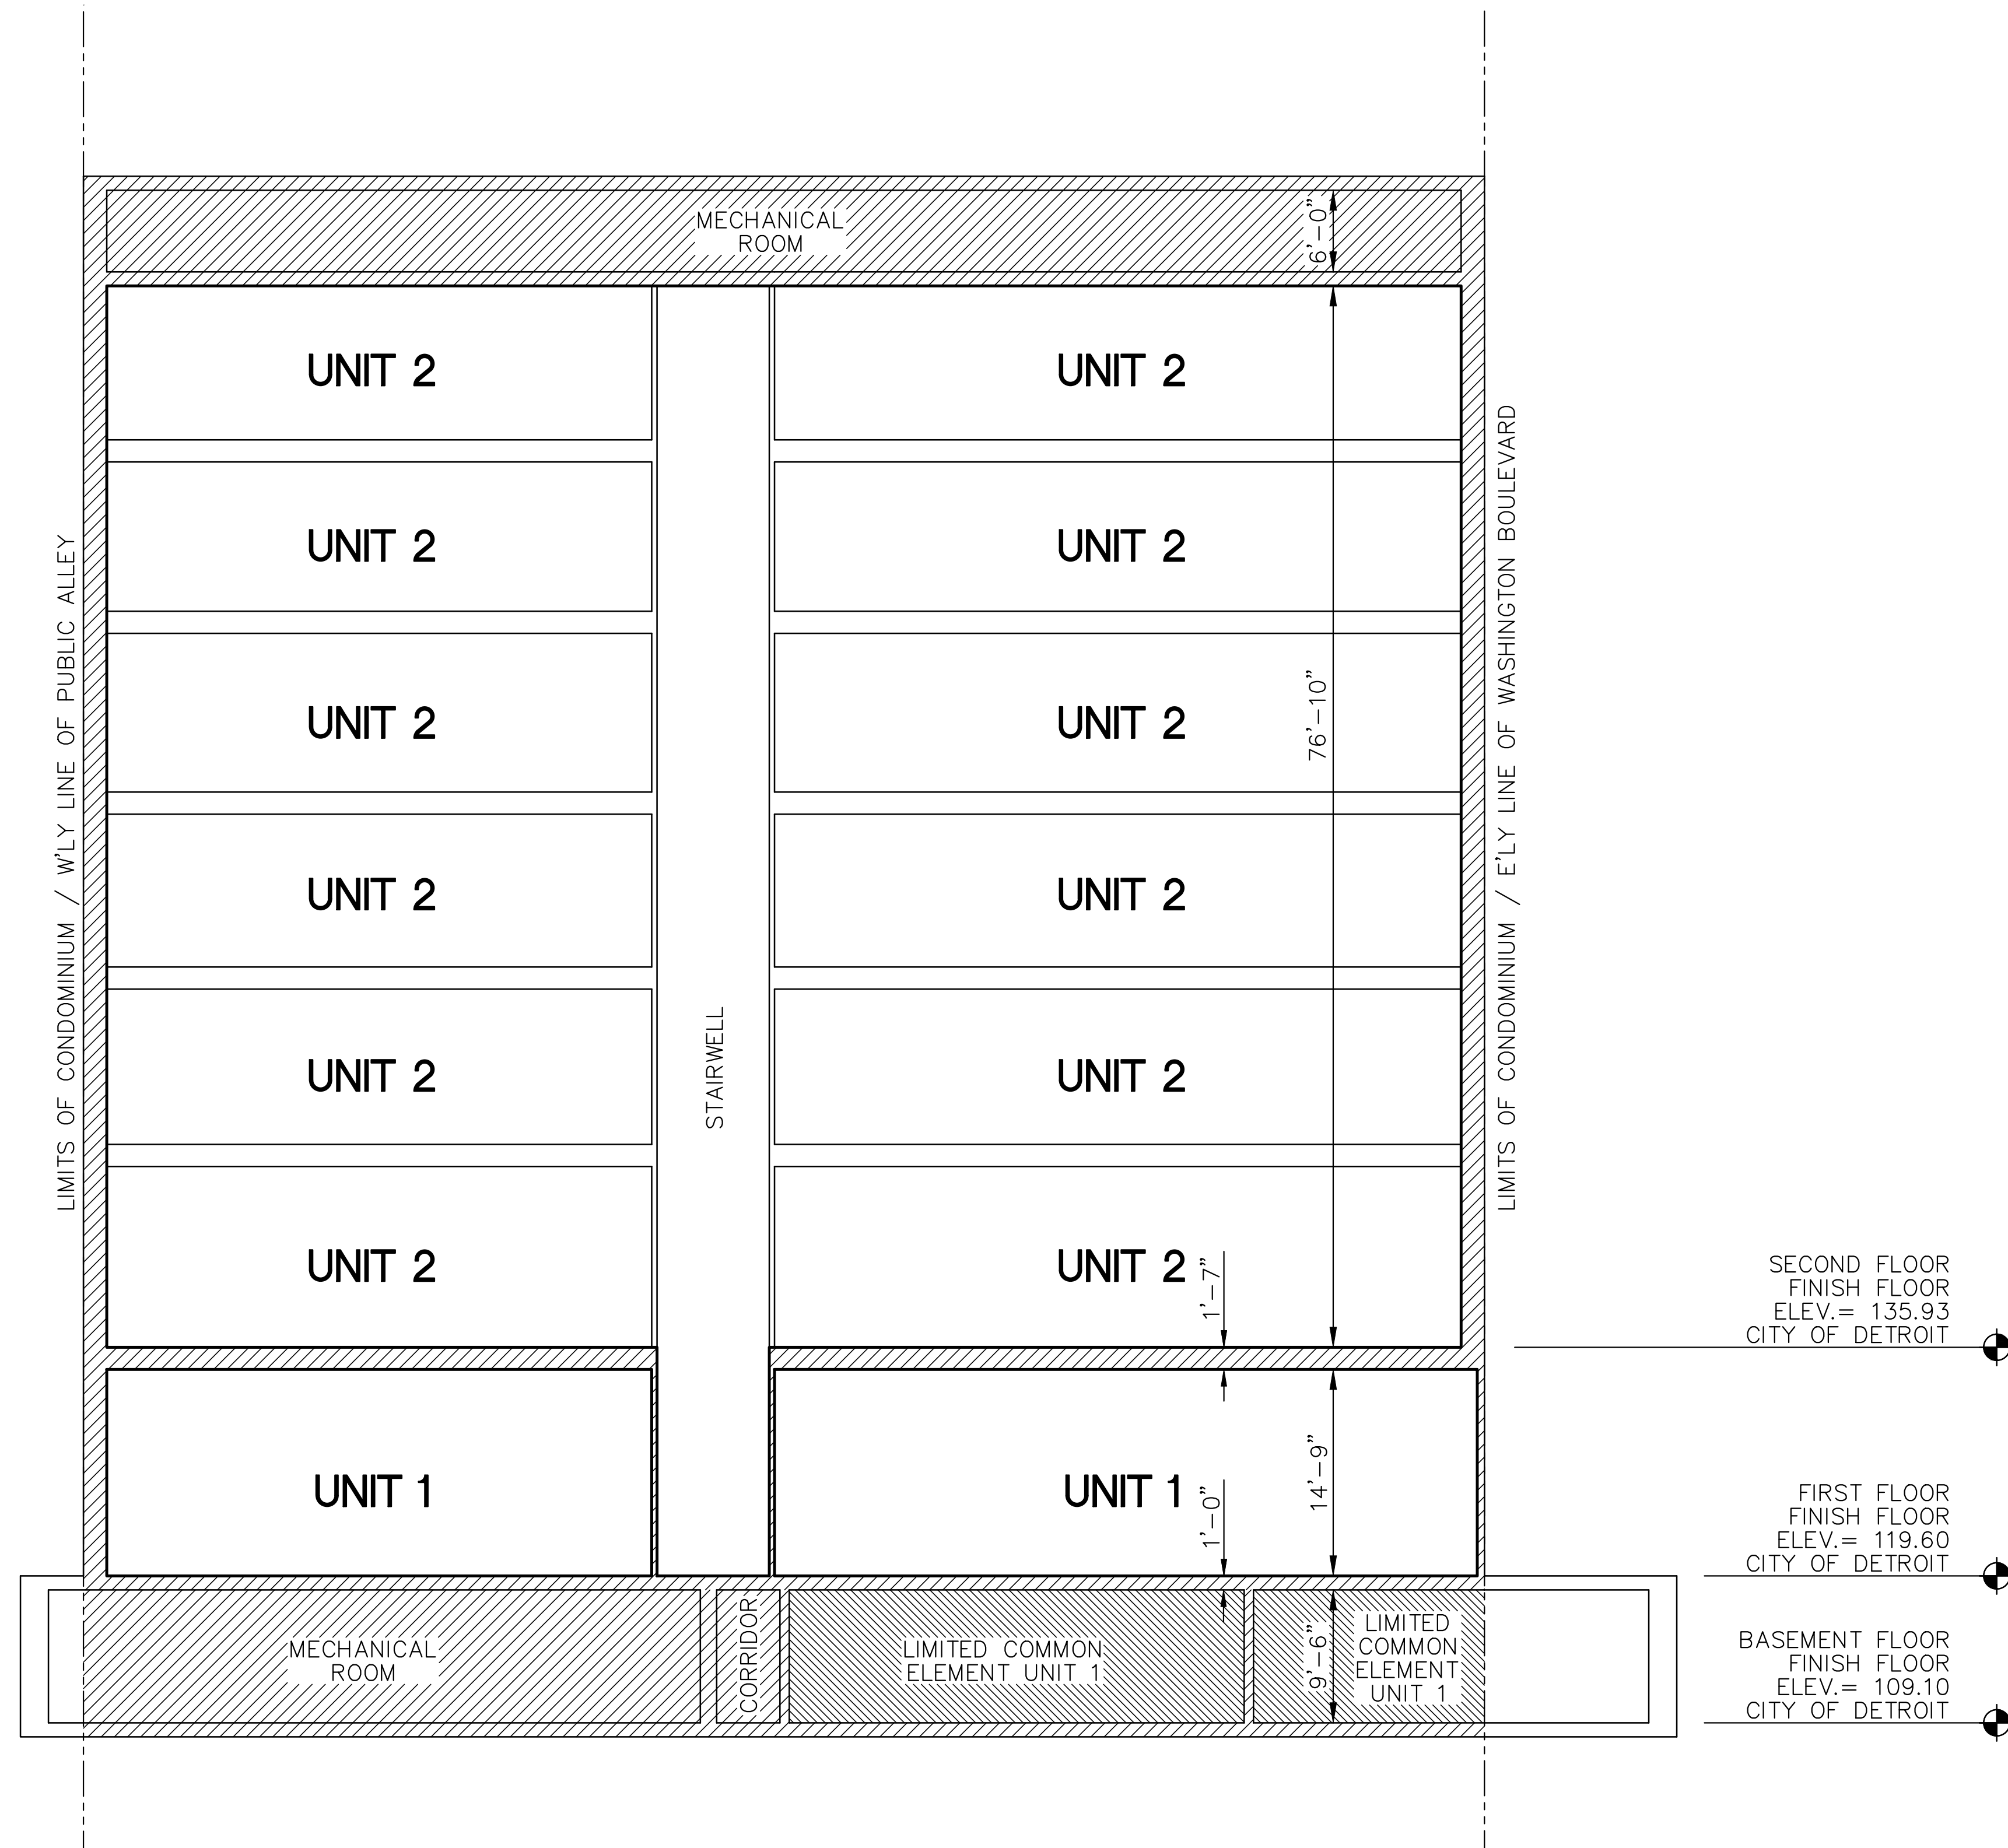 MECHANICAL
ROOM
6'-0"
UNIT 2
UNIT 2
UNIT 2
UNIT 2
UNIT 2
UNIT 2
76'-10"
UNIT 2
UNIT 2
UNIT 2
UNIT 2
UNIT 2
UNIT 2
LIMITS OF CONDOMINIUM / W'LY LINE OF PUBLIC ALLEY
LIMITS OF CONDOMINIUM / E'LY LINE OF WASHINGTON BOULEVARD
STAIRWELL
1'-7"
SECOND FLOOR
FINISH FLOOR
ELEV.= 135.93
CITY OF DETROIT
UNIT 1
UNIT 1
1'-0"
14'-9"
FIRST FLOOR
FINISH FLOOR
ELEV.= 119.60
CITY OF DETROIT
MECHANICAL
ROOM
CORRIDOR
LIMITED COMMON
ELEMENT UNIT 1
9'-6"
LIMITED
COMMON
ELEMENT
UNIT 1
BASEMENT FLOOR
FINISH FLOOR
ELEV.= 109.10
CITY OF DETROIT